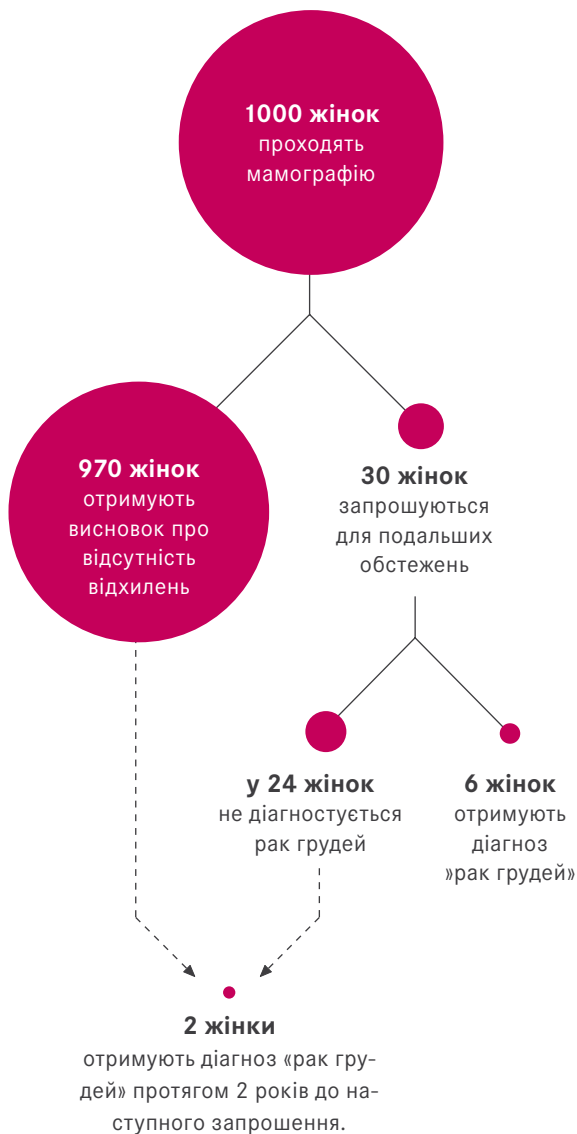 1000 жінок
проходять
мамографію
970 жінок
отримують
висновок про
відсутність
відхилень
30 жінок
запрошуються
для подальших
обстежень
у 24 жінок
не діагностується
рак грудей
6 жінок
отримують
діагноз
»рак грудей»
2 жінки
отримують діагноз «рак гру-
дей» протягом 2 років до на-
ступного запрошення.